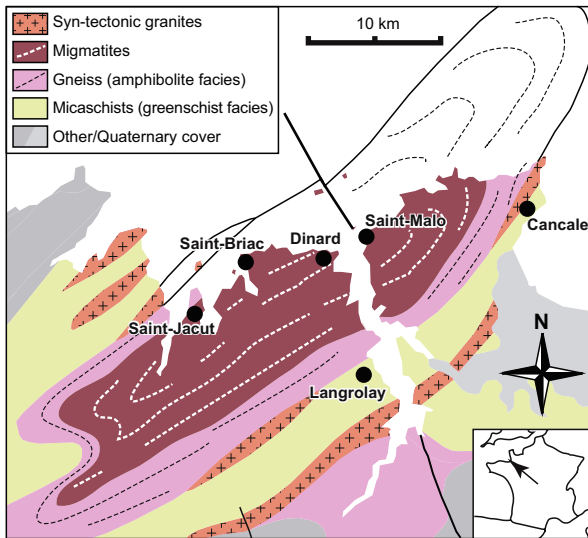 Syn-tectonic granites
Migmatites
Gneiss (amphibolite facies)
Micaschists (greenschist facies)
Other/Quaternary cover
10 km
Saint-Malo
Cancale
Saint-Briac
Dinard
Saint-Jacut
Langrolay
N